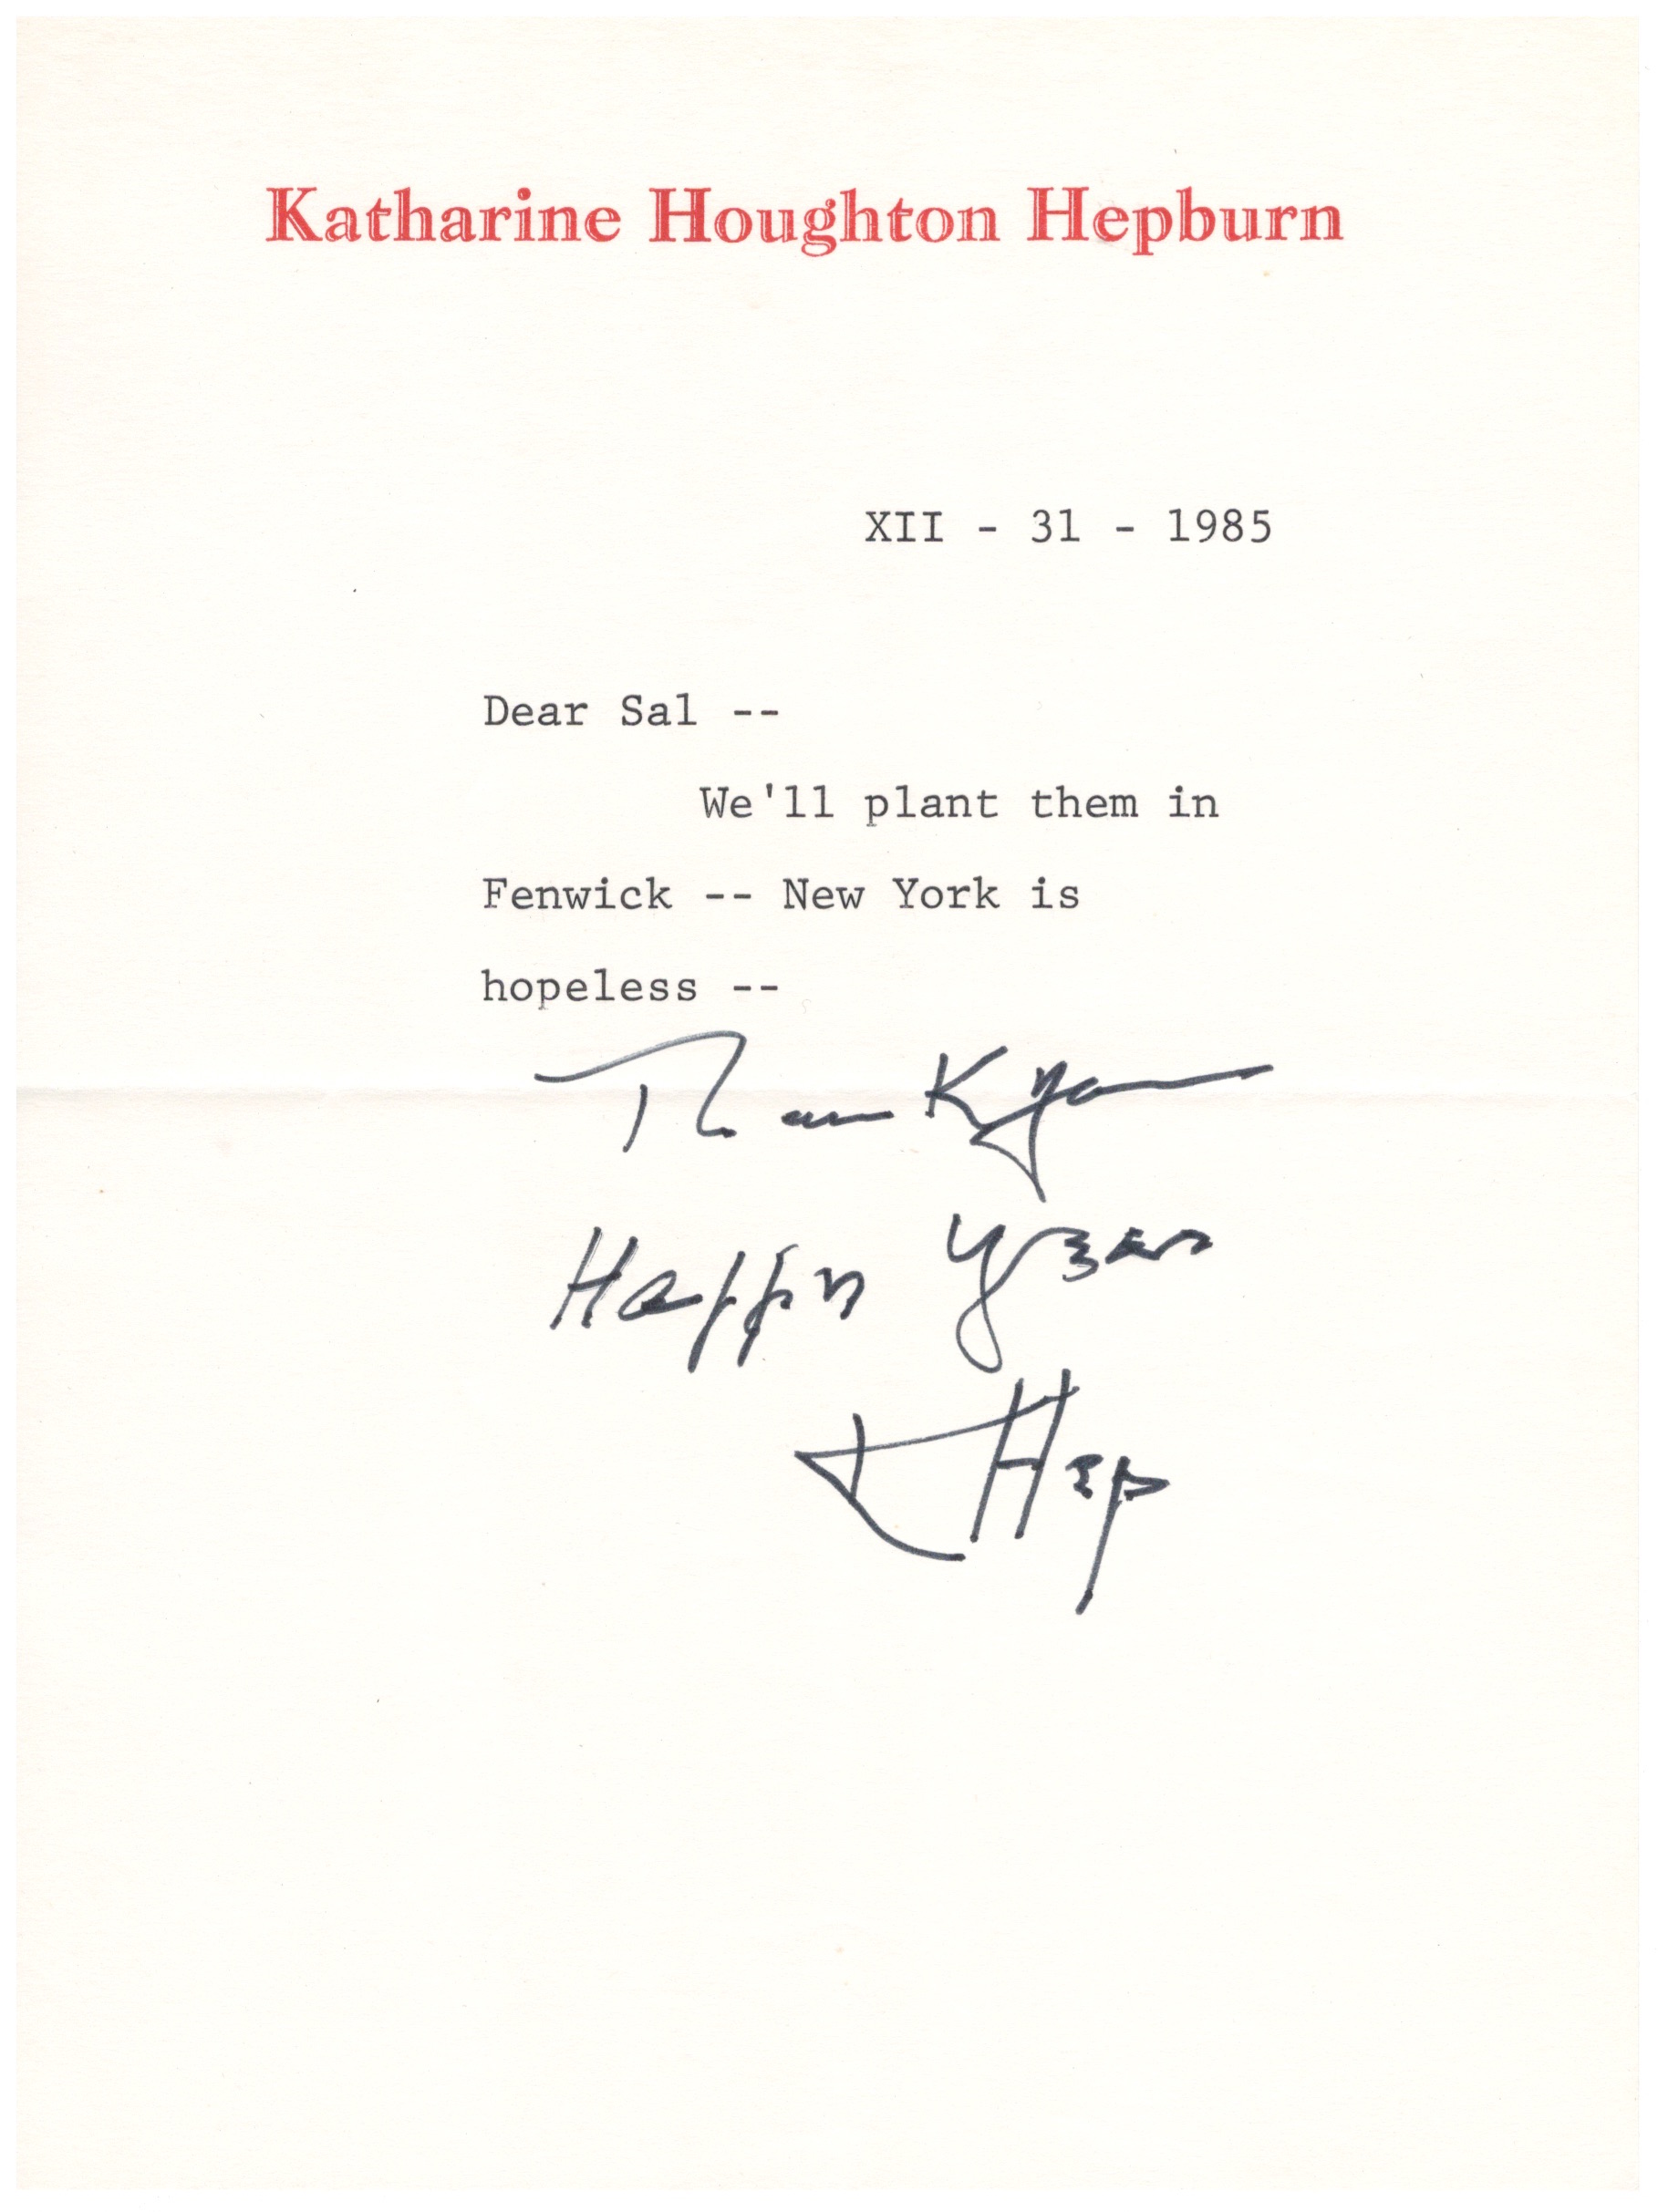 Katharine Houghton Hepburn
XII - 31 - 1985
Dear Sal --
We'll plant them in
Fenwick -- New York is
hopeless --
Thank you
Happy Year
K Hep